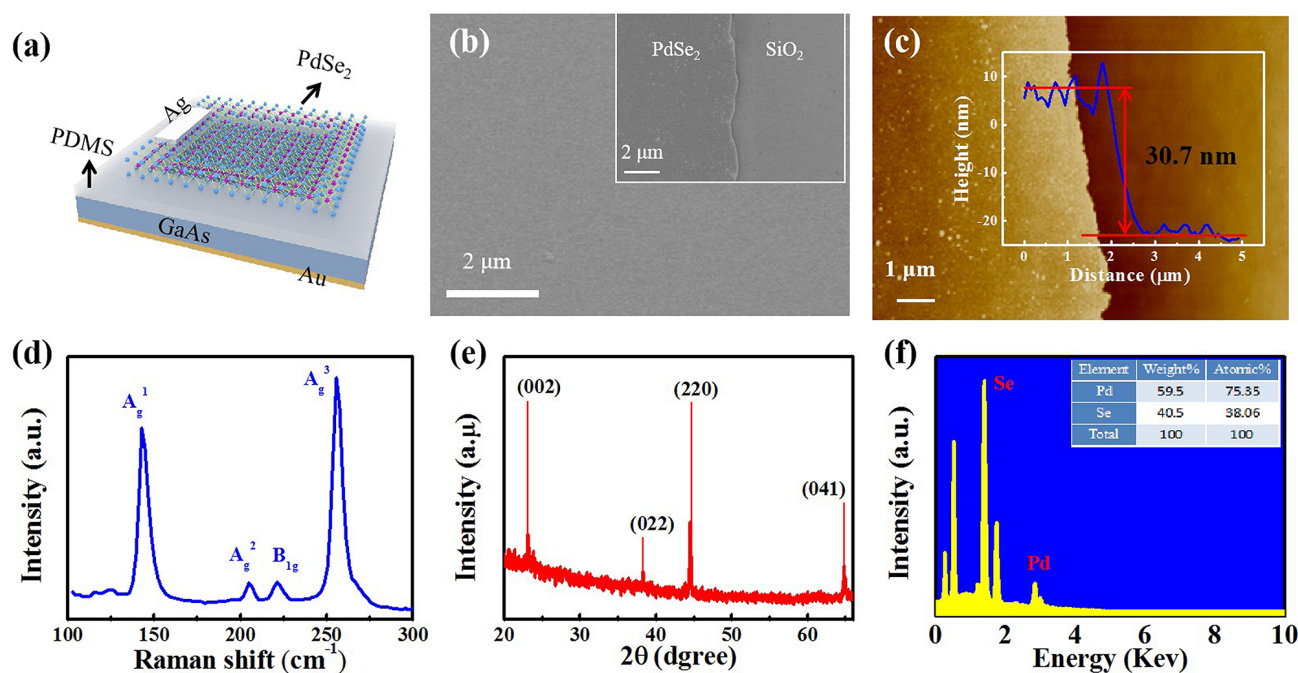 (a)
PdSe2
Ag
PDMS
GaAs
Au
(b)
PdSe2
SiO2
2 μm
2 μm
(c)
10
0
-10
-20
Height (nm)
30.7 nm
0 1 2 3 4 5
Distance (μm)
1 μm
(d)
Ag1
Ag2
B1g
Ag3
Intensity (a.u.)
100 150 200 250 300
Raman shift (cm-1)
(e)
(002)
(022)
(220)
(041)
Intensity (a.μ)
20 30 40 50 60
2θ (dgree)
(f)
Element Weight% Atomic%
Pd 59.5 75.35
Se 40.5 38.06
Total 100 100
Se
Pd
Intensity (a.u.)
0 2 4 6 8 10
Energy (Kev)